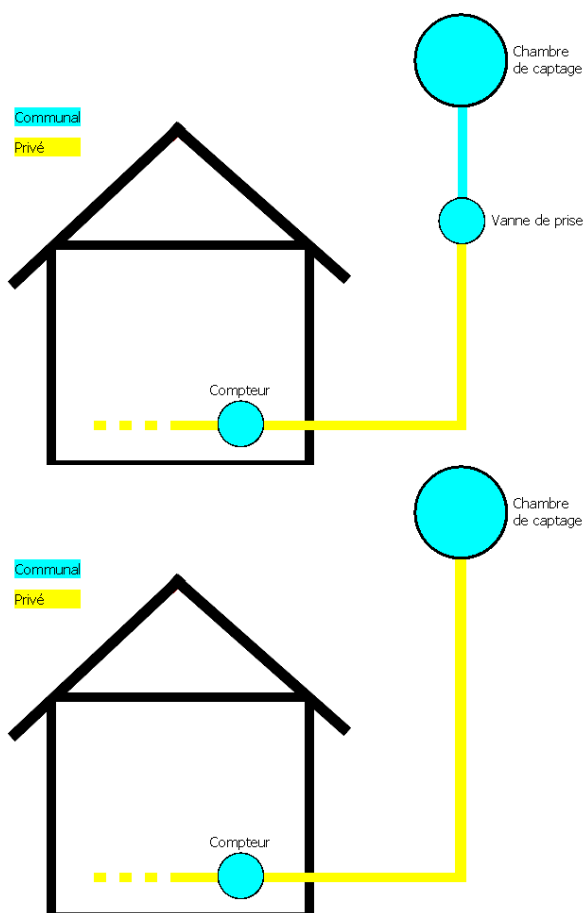 Chambre
de captage
Communal
Privé
Vanne de prise
Compteur
Chambre
de captage
Communal
Privé
Compteur